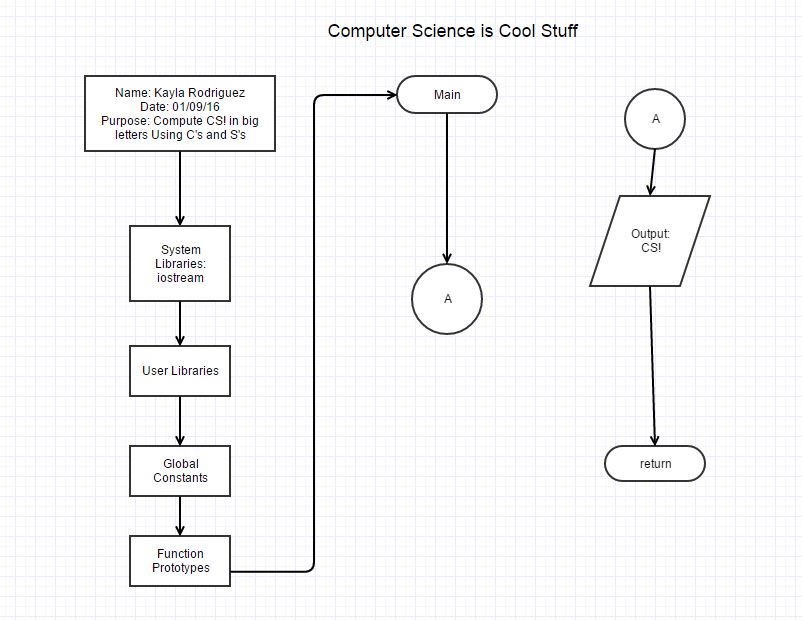 Computer Science is Cool Stuff
Name: Kayla Rodriguez
Date: 01/09/16
Purpose: Compute CS! in big
letters Using C's and S's
System
Libraries:
iostream
User Libraries
Global
Constants
Function
Prototypes
Main
A
A
Output:
CS!
return